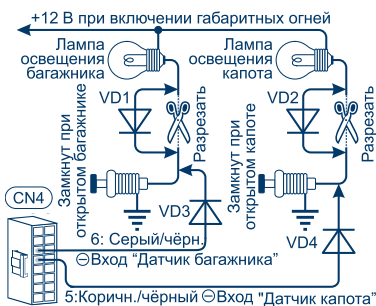 +12 В при включении габаритных огней
Лампа
освещения
багажника
Лампа
освещения
капота
VD1
VD2
Замкнут при
открытом багажнике
Разрезать
Замкнут при
открытом капоте
Разрезать
CN4
VD3
VD4
6: Серый/чёрн.
⊖Вход "Датчик багажника"
5:Коричн./чёрный ⊖Вход "Датчик капота"